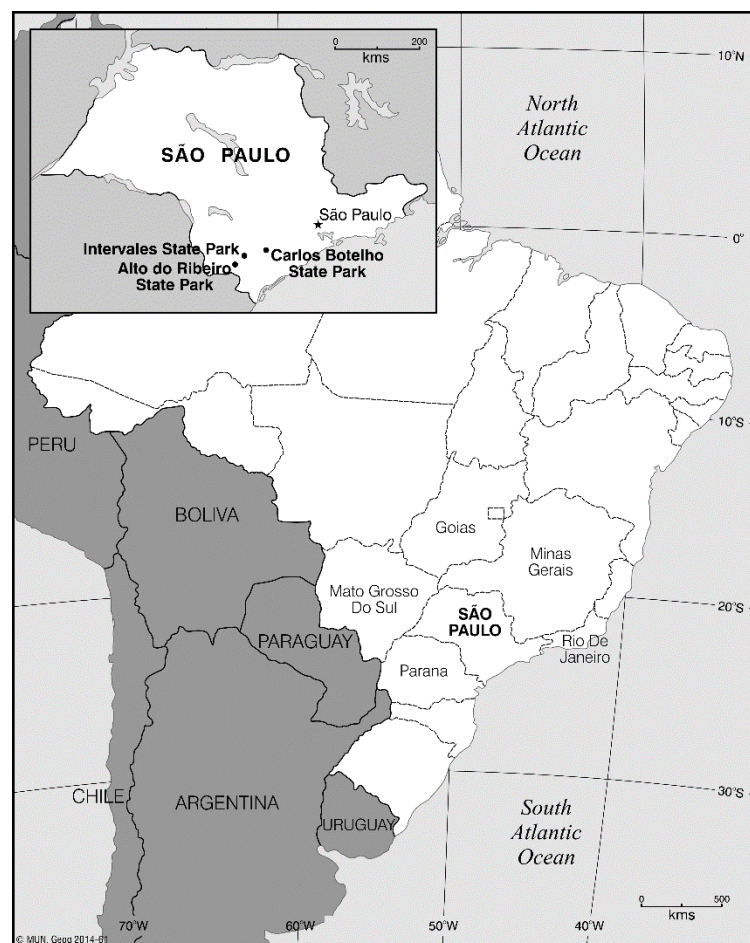 0 200
kms
SÃO PAULO
São Paulo
Intervales State Park
Alto do Ribeiro
State Park
Carlos Botelho
State Park
10°N
North
Atlantic
Ocean
0°
10°S
PERU
BOLIVA
Goias
Minas
Gerais
Mato Grosso
Do Sul
SÃO
PAULO
20°S
PARAGUAY
Rio De
Janeiro
Parana
CHILE
ARGENTINA
URUGUAY
30°S
South
Atlantic
Ocean
0 500
kms
70°W
60°W
50°W
40°W
© MUN. Geog 2014-61